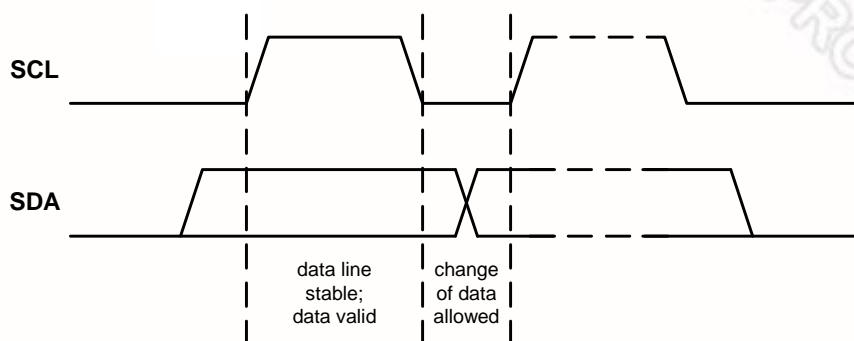 SCL
SDA
data line
stable;
data valid
change
of data
allowed